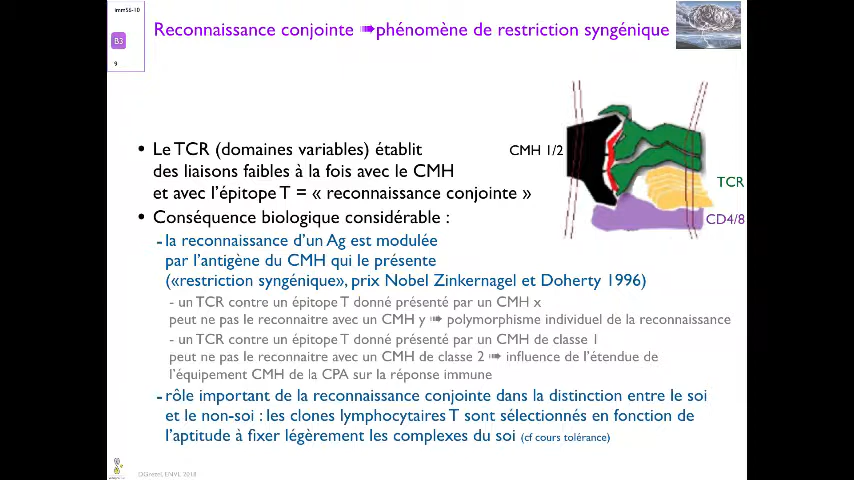 immS6-10
B3
9
Reconnaissance conjointe ➠phénomène de restriction syngénique
• Le TCR (domaines variables) établit
des liaisons faibles à la fois avec le CMH
et avec l'épitope T = « reconnaissance conjointe »
CMH 1/2
TCR
CD4/8
• Conséquence biologique considérable :
- la reconnaissance d'un Ag est modulée
par l'antigène du CMH qui le présente
(«restriction syngénique», prix Nobel Zinkernagel et Doherty 1996)
- un TCR contre un épitope T donné présenté par un CMH x
peut ne pas le reconnaitre avec un CMH y ➠ polymorphisme individuel de la reconnaissance
- un TCR contre un épitope T donné présenté par un CMH de classe 1
peut ne pas le reconnaitre avec un CMH de classe 2 ➠ influence de l'étendue de
l'équipement CMH de la CPA sur la réponse immune
- rôle important de la reconnaissance conjointe dans la distinction entre le soi
et le non-soi : les clones lymphocytaires T sont sélectionnés en fonction de
l'aptitude à fixer légèrement les complexes du soi (cf cours tolérance)
2018